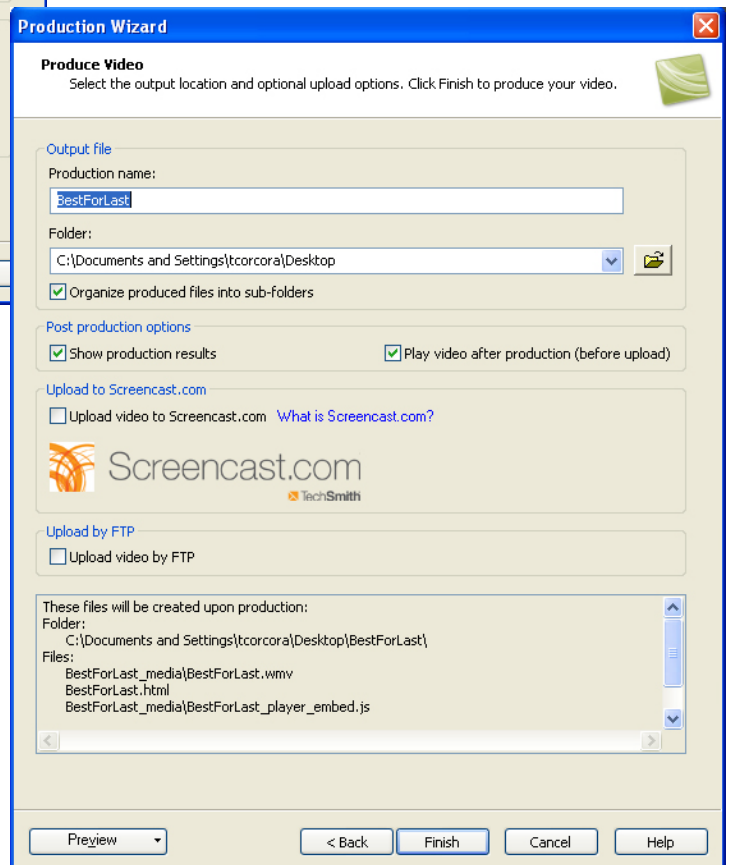 Production Wizard
Produce Video
Select the output location and optional upload options. Click Finish to produce your video.
Output file
Production name:
BestForLast
Folder:
C:\Documents and Settings\tcorcora\Desktop
Organize produced files into sub-folders
Post production options
Show production results Play video after production (before upload)
Upload to Screencast.com
Upload video to Screencast.com What is Screencast.com?
Screencast.com
TechSmith
Upload by FTP
Upload video by FTP
These files will be created upon production:
Folder:
C:\Documents and Settings\tcorcora\Desktop\BestForLast\
Files:
BestForLast_media\BestForLast.wmv
BestForLast.html
BestForLast_media\BestForLast_player_embed.js
Preview < Back Finish Cancel Help